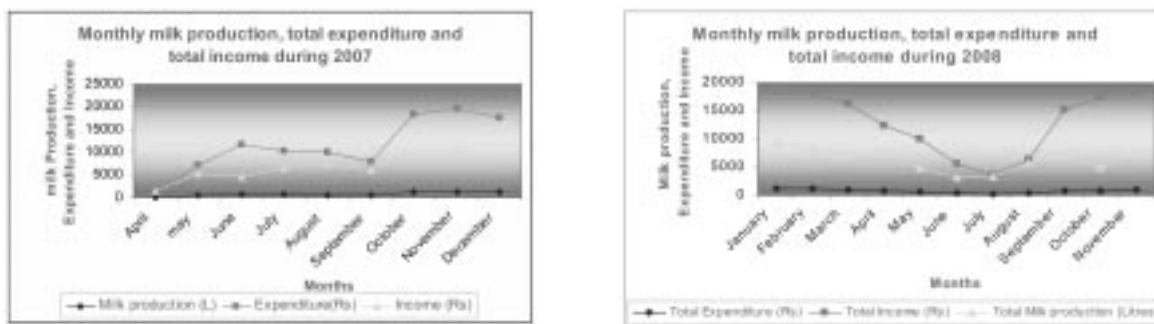 Monthly milk production, total expenditure and
total income during 2007
milk Production,
Expenditure and Income
25000
20000
15000
10000
5000
0
April
may
June
July
August
September
October
November
December
Months
Milk production (L)
Expenditure(Rs)
Income (Rs)
Monthly milk production, total expenditure and
total income during 2008
Milk production,
Expenditure and Income
20000
15000
10000
5000
0
January
February
March
April
May
June
July
August
September
October
November
Months
Total Expenditure (Rs.)
Total Income (Rs.)
Total Milk production (Litres